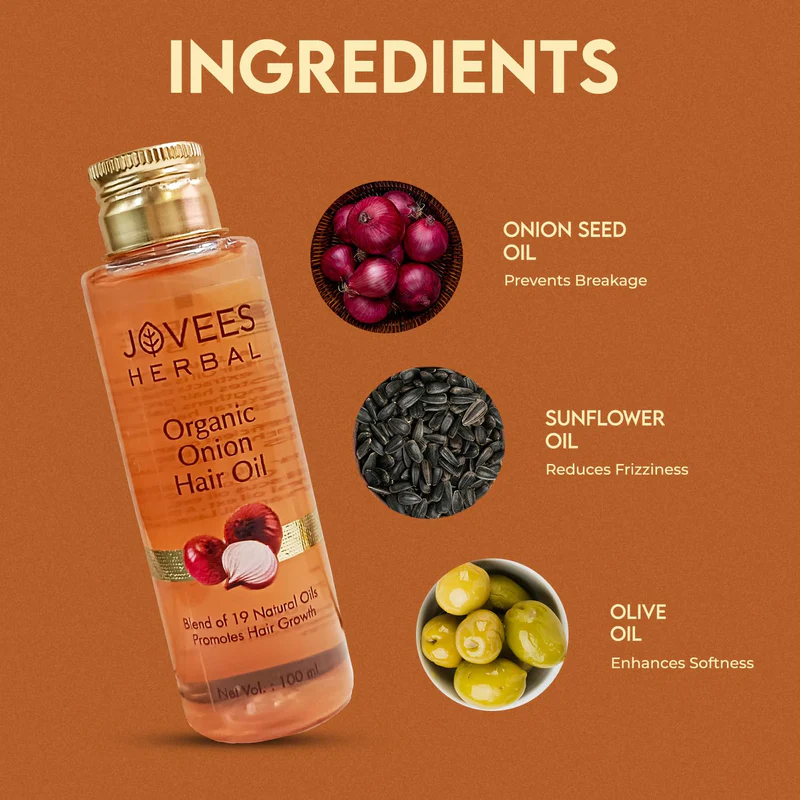 INGREDIENTS
JOVEES
HERBAL
Organic
Onion
Hair Oil
Blend of 19 Natural Oils
Promotes Hair Growth
Net Vol. : 100 ml
ONION SEED
OIL
Prevents Breakage
SUNFLOWER
OIL
Reduces Frizziness
OLIVE
OIL
Enhances Softness